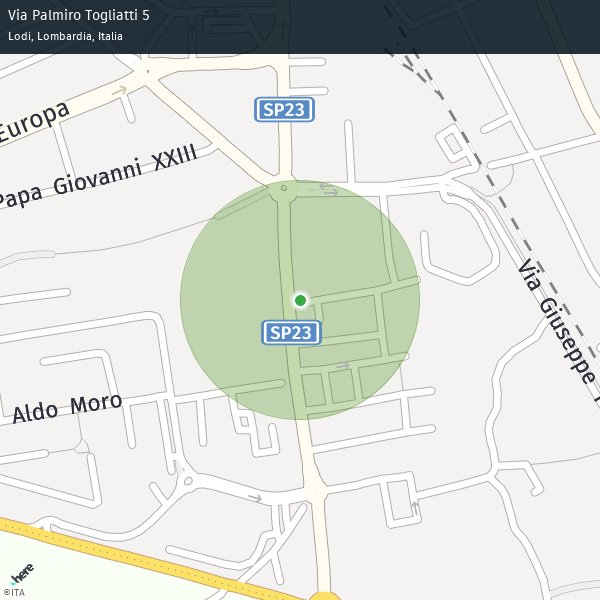 Via Palmiro Togliatti 5
Lodi, Lombardia, Italia
SP23
Europa
Papa Giovanni XXIII
Via Giuseppe
SP23
Aldo Moro
here
©ITA